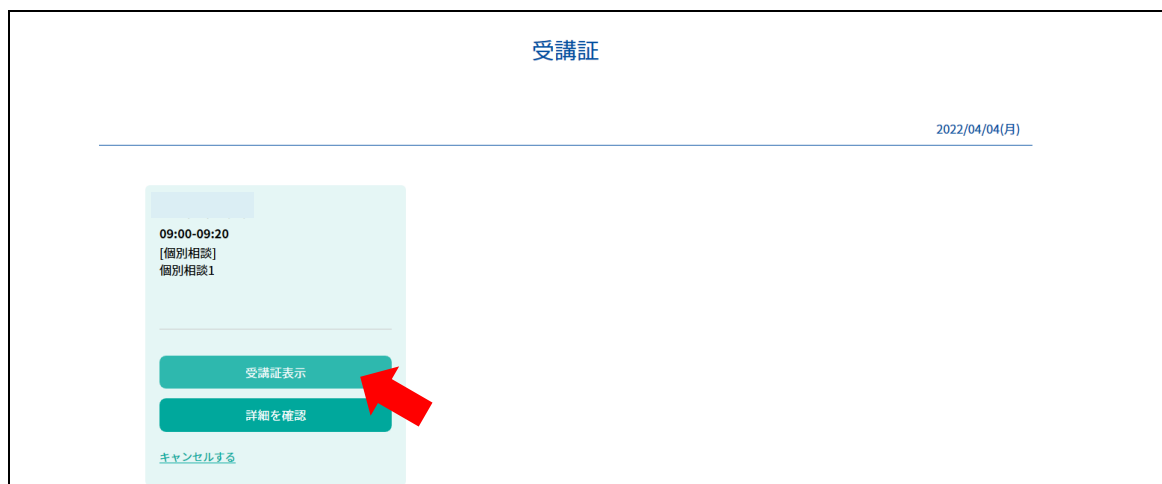 受講証
2022/04/04(月)
09:00-09:20
[個別相談]
個別相談1
受講証表示
詳細を確認
キャンセルする